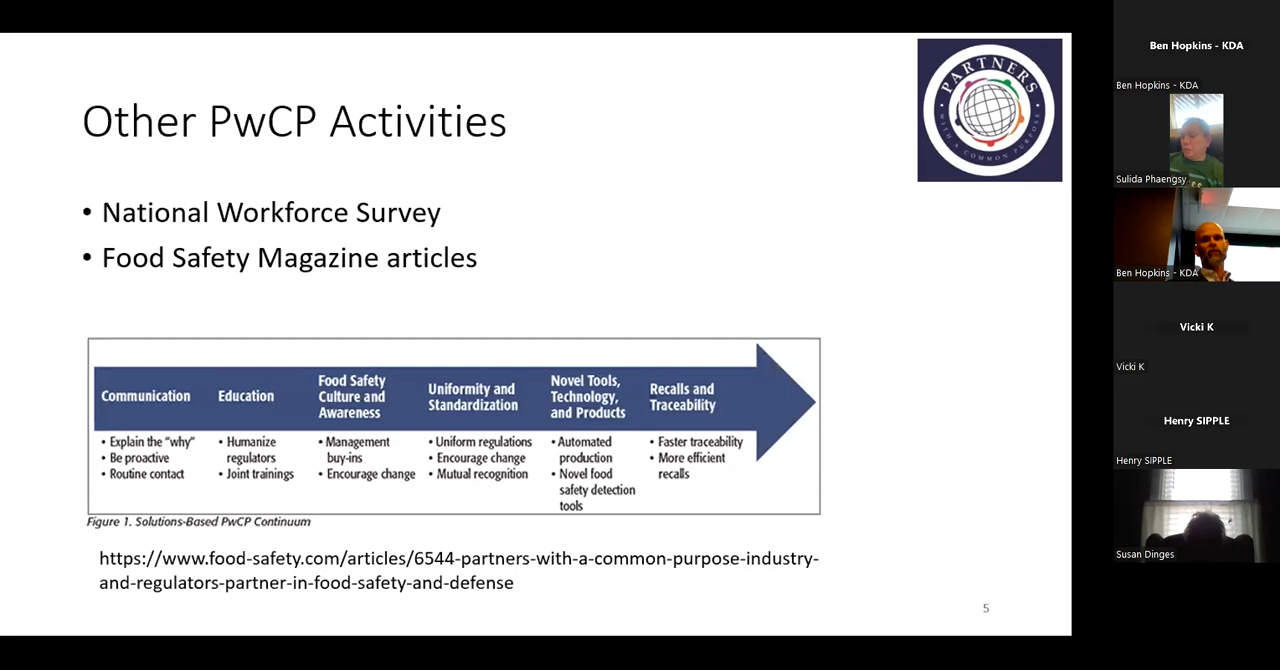 PARTNERS
WITH A COMMON PURPOSE
Other PwCP Activities
• National Workforce Survey
• Food Safety Magazine articles
Communication
• Explain the "why"
• Be proactive
• Routine contact
Education
• Humanize
regulators
• Joint trainings
Food Safety
Culture and
Awareness
• Management
buy-ins
• Encourage change
Uniformity and
Standardization
• Uniform regulations
• Encourage change
• Mutual recognition
Novel Tools,
Technology,
and Products
• Automated
production
• Novel food
safety detection
tools
Recalls and
Traceability
• Faster traceability
• More efficient
recalls
Figure 1. Solutions-Based PwCP Continuum
https://www.food-safety.com/articles/6544-partners-with-a-common-purpose-industry-
and-regulators-partner-in-food-safety-and-defense
5
Ben Hopkins - KDA
Ben Hopkins - KDA
Sulida Phaengsy
Ben Hopkins - KDA
Vicki K
Vicki K
Henry SIPPLE
Henry SIPPLE
Susan Dinges